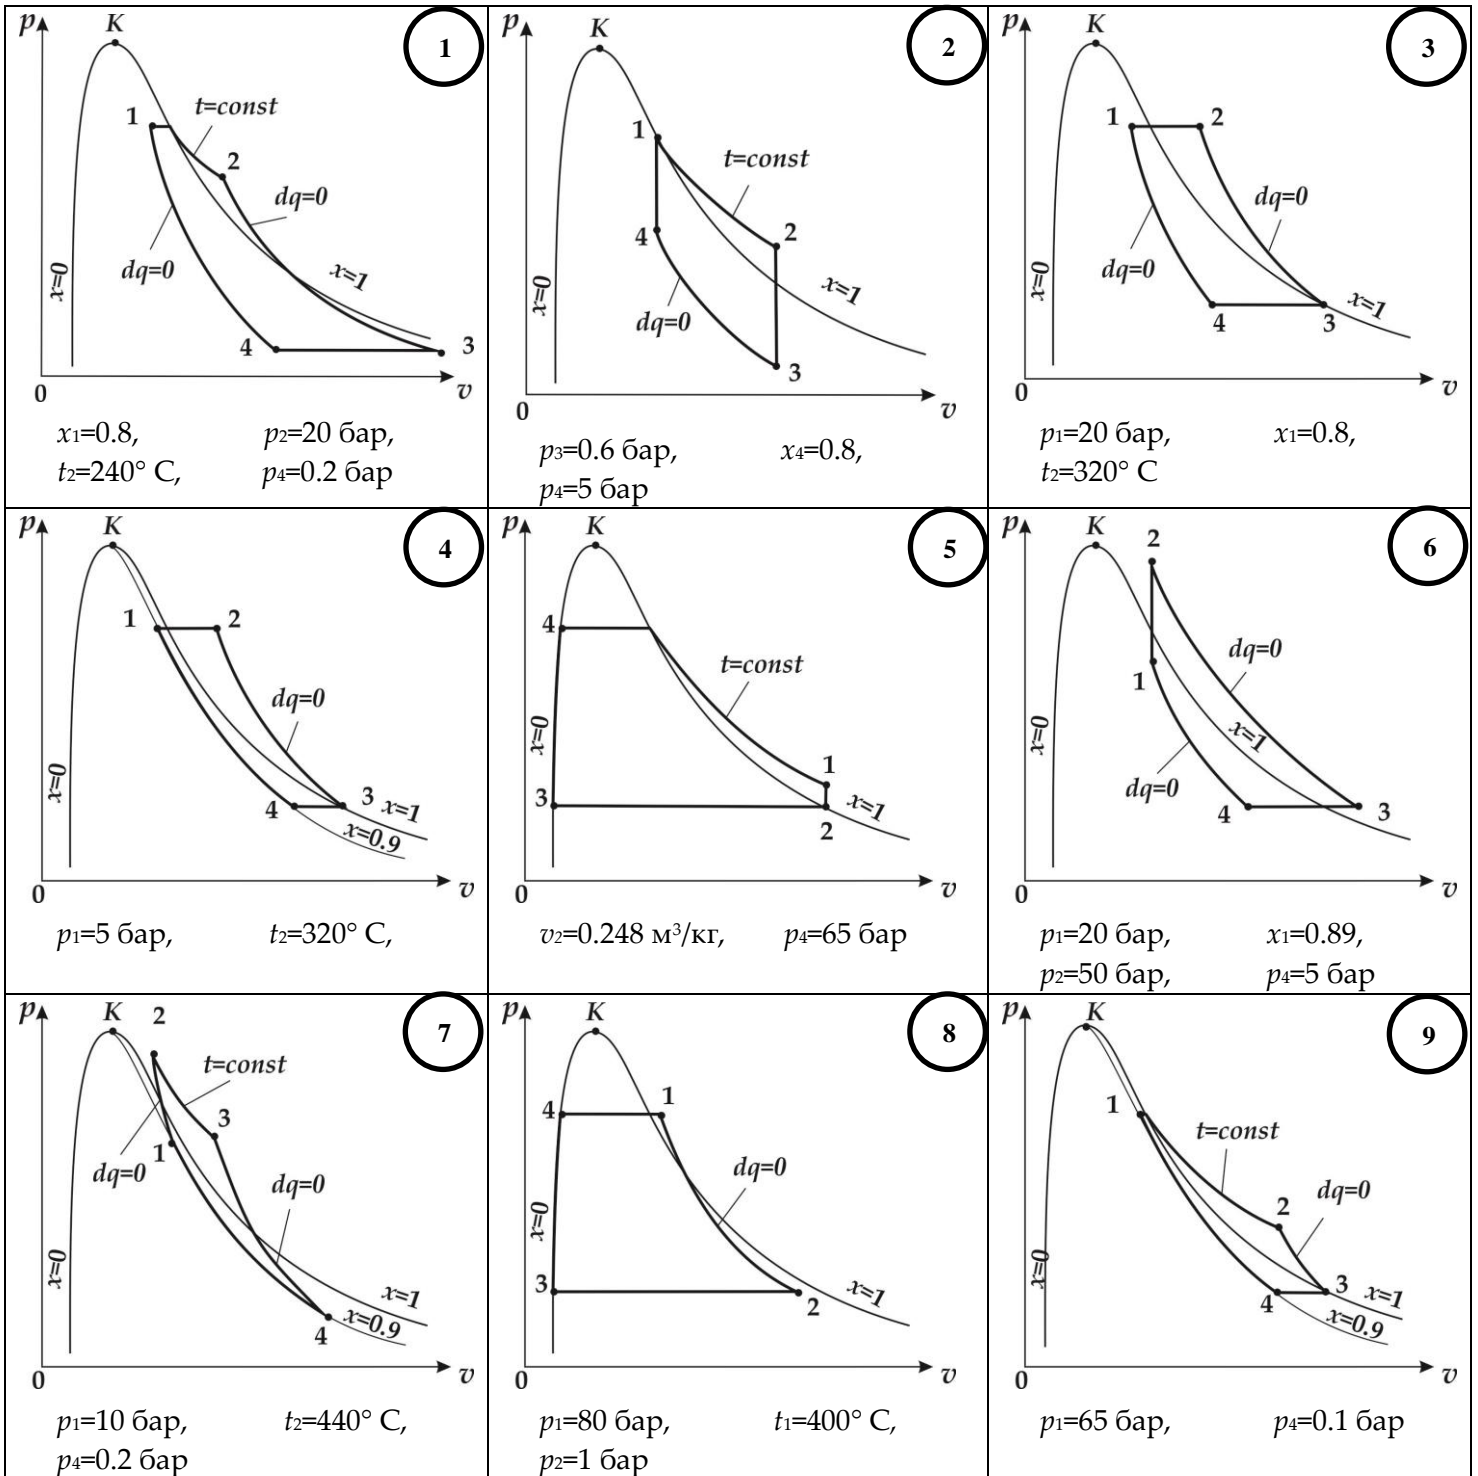 p K 1
1 t=const
2
dq=0
dq=0 x=1
x=0
4 3
0 v
x1=0.8, p2=20 бар,
t2=240° C, p4=0.2 бар
p K 2
1
t=const
2
4
x=0 dq=0 x=1
3
0 v
p3=0.6 бар, x4=0.8,
p4=5 бар
p K 3
1 2
dq=0
dq=0
x=0 x=1
4 3
0 v
p1=20 бар, x1=0.8,
t2=320° C
p K 4
1 2
dq=0
x=0
4 3 x=1
x=0.9
0 v
p1=5 бар, t2=320° C,
p K 5
4
t=const
x=0
1
3 x=1
2
0 v
v2=0.248 м³/кг, p4=65 бар
p K 6
2
dq=0
1
x=0 x=1
dq=0
4 3
0 v
p1=20 бар, x1=0.89,
p2=50 бар, p4=5 бар
p K 2 7
t=const
3
1
dq=0 dq=0
x=0
x=1
4 x=0.9
0 v
p1=10 бар, t2=440° C,
p4=0.2 бар
p K 8
4 1
dq=0
x=0
3 x=1
2
0 v
p1=80 бар, t1=400° C,
p2=1 бар
p K 9
1
t=const
2 dq=0
x=0
3 x=1
4 x=0.9
0 v
p1=65 бар, p4=0.1 бар